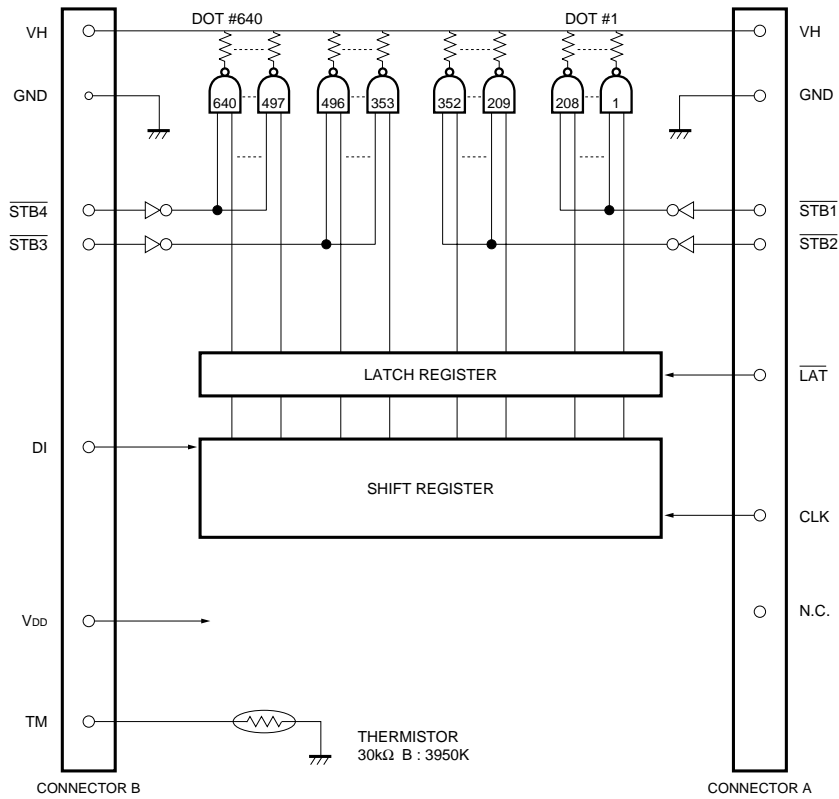 DOT #640 DOT #1
VH VH
GND GND
640 497 496 353 352 209 208 1
STB4 STB1
STB3 STB2
LATCH REGISTER LAT
DI
SHIFT REGISTER
CLK
N.C.
VDD
TM
THERMISTOR
30kΩ B : 3950K
CONNECTOR B CONNECTOR A